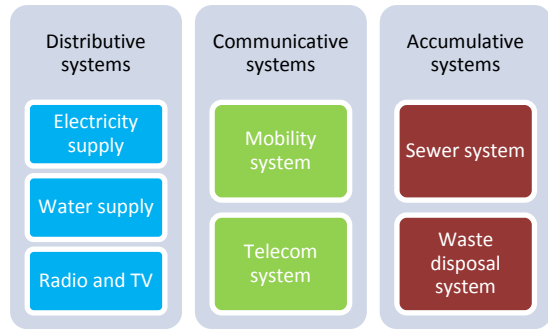 Distributive
systems
Electricity
supply
Water supply
Radio and TV
Communicative
systems
Mobility
system
Telecom
system
Accumulative
systems
Sewer system
Waste
disposal
system